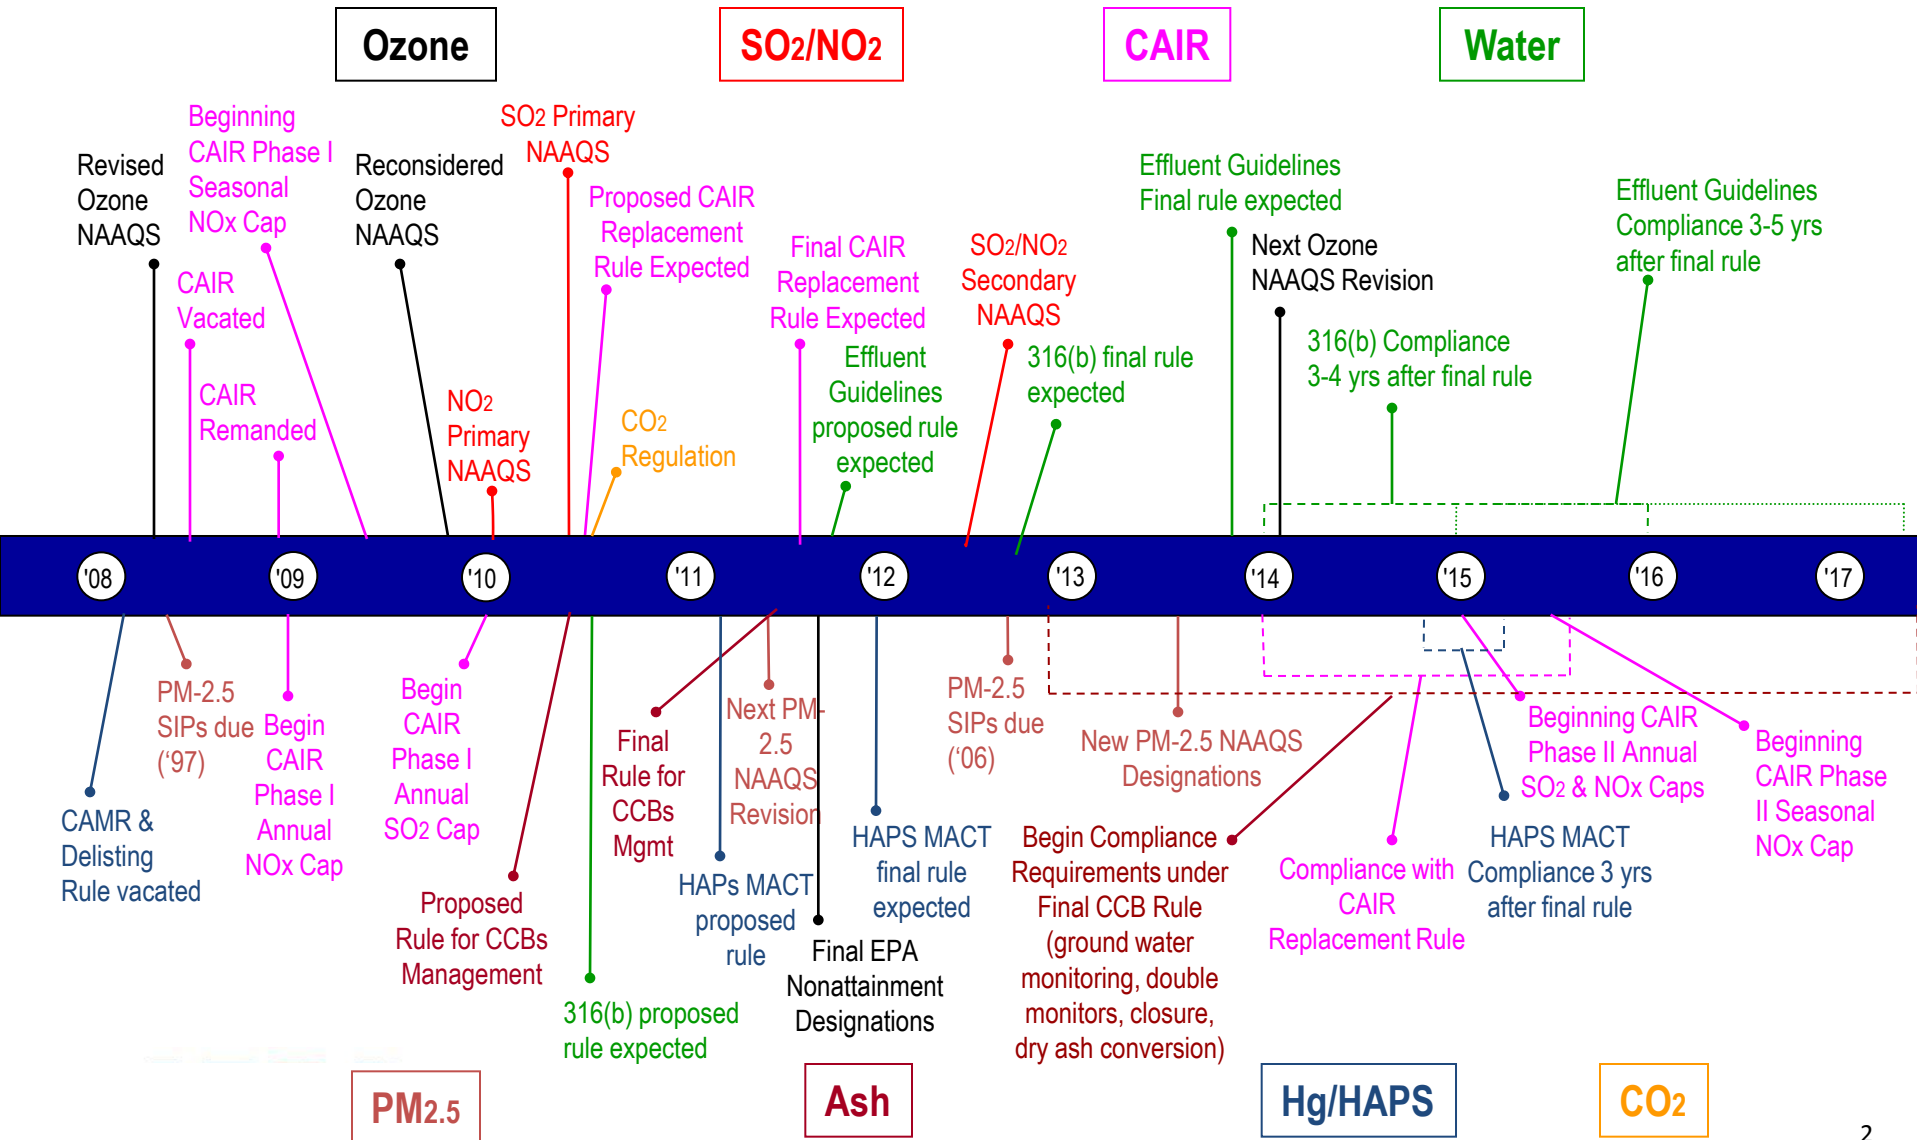 Ozone
SO2/NO2
CAIR
Water
Revised
Ozone
NAAQS
Beginning
CAIR Phase I
Seasonal
NOx Cap
CAIR
Vacated
CAIR
Remanded
Reconsidered
Ozone
NAAQS
NO2
Primary
NAAQS
SO2 Primary
NAAQS
Proposed CAIR
Replacement
Rule Expected
CO2
Regulation
Final CAIR
Replacement
Rule Expected
Effluent
Guidelines
proposed rule
expected
SO2/NO2
Secondary
NAAQS
316(b) final rule
expected
Effluent Guidelines
Final rule expected
Next Ozone
NAAQS Revision
316(b) Compliance
3-4 yrs after final rule
Effluent Guidelines
Compliance 3-5 yrs
after final rule
'08
'09
'10
'11
'12
'13
'14
'15
'16
'17
CAMR &
Delisting
Rule vacated
PM-2.5
SIPs due
(‘97)
Begin
CAIR
Phase I
Annual
NOx Cap
Begin
CAIR
Phase I
Annual
SO2 Cap
Proposed
Rule for CCBs
Management
316(b) proposed
rule expected
Final
Rule for
CCBs
Mgmt
HAPs MACT
proposed
rule
Next PM-
2.5
NAAQS
Revision
Final EPA
Nonattainment
Designations
HAPS MACT
final rule
expected
PM-2.5
SIPs due
(‘06)
New PM-2.5 NAAQS
Designations
Begin Compliance
Requirements under
Final CCB Rule
(ground water
monitoring, double
monitors, closure,
dry ash conversion)
Compliance with
CAIR
Replacement Rule
Beginning CAIR
Phase II Annual
SO2 & NOx Caps
HAPS MACT
Compliance 3 yrs
after final rule
Beginning
CAIR Phase
II Seasonal
NOx Cap
PM2.5
Ash
Hg/HAPS
CO2
2